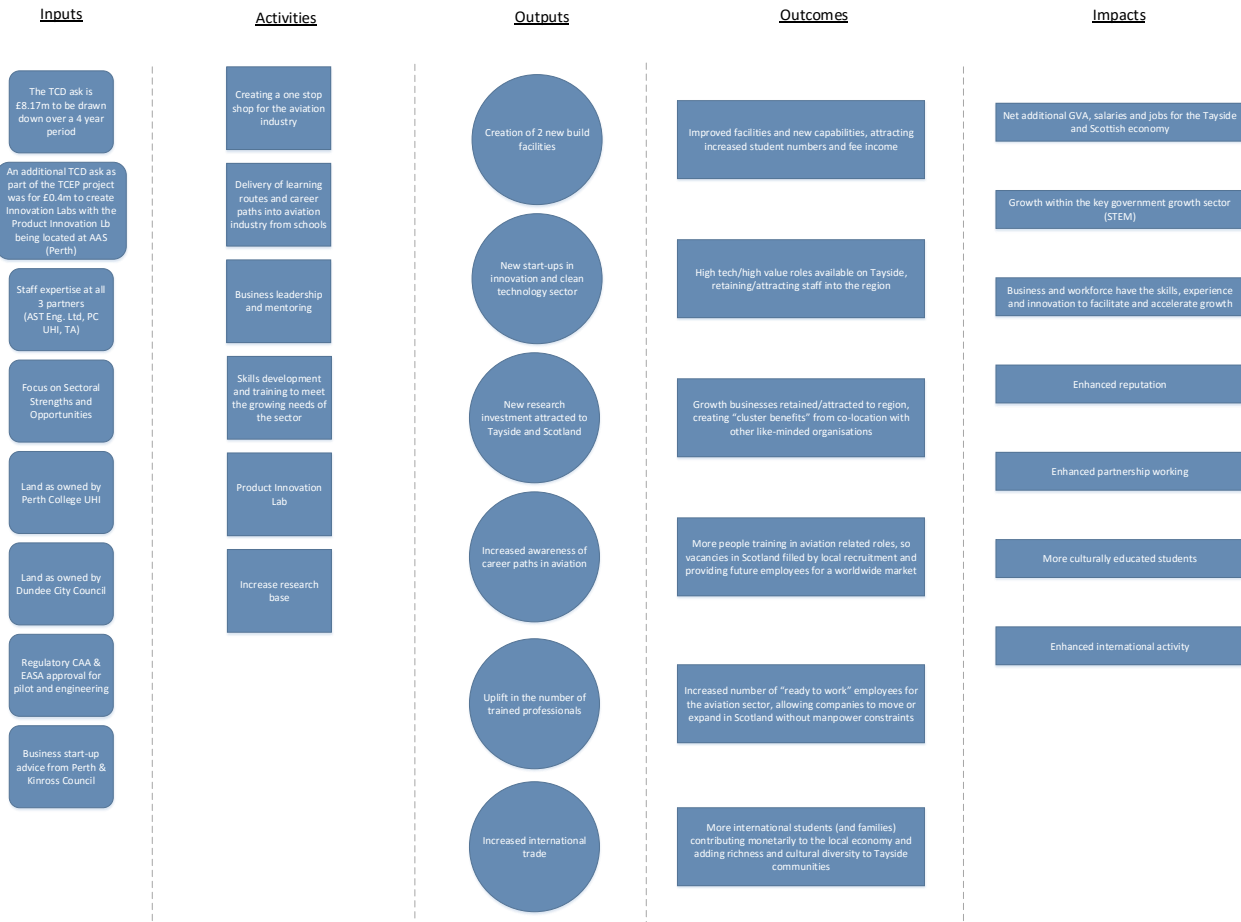 Inputs
Activities
Outputs
Outcomes
Impacts
The TCD ask is
£8.17m to be drawn
down over a 4 year
period
An additional TCD ask as
part of the TCEP project
was for £0.4m to create
Innovation Labs with the
Product Innovation Lb
being located at AAS
(Perth)
Staff expertise at all
3 partners
(AST Eng. Ltd, PC
UHI, TA)
Focus on Sectoral
Strengths and
Opportunities
Land as owned by
Perth College UHI
Land as owned by
Dundee City Council
Regulatory CAA &
EASA approval for
pilot and engineering
Business start-up
advice from Perth &
Kinross Council
Creating a one stop
shop for the aviation
industry
Delivery of learning
routes and career
paths into aviation
industry from schools
Business leadership
and mentoring
Skills development
and training to meet
the growing needs of
the sector
Product Innovation
Lab
Increase research
base
Creation of 2 new build
facilities
New start-ups in
innovation and clean
technology sector
New research
investment attracted to
Tayside and Scotland
Increased awareness of
career paths in aviation
Uplift in the number of
trained professionals
Increased international
trade
Improved facilities and new capabilities, attracting
increased student numbers and fee income
High tech/high value roles available on Tayside,
retaining/attracting staff into the region
Growth businesses retained/attracted to region,
creating “cluster benefits” from co-location with
other like-minded organisations
More people training in aviation related roles, so
vacancies in Scotland filled by local recruitment and
providing future employees for a worldwide market
Increased number of “ready to work” employees for
the aviation sector, allowing companies to move or
expand in Scotland without manpower constraints
More international students (and families)
contributing monetarily to the local economy and
adding richness and cultural diversity to Tayside
communities
Net additional GVA, salaries and jobs for the Tayside
and Scottish economy
Growth within the key government growth sector
(STEM)
Business and workforce have the skills, experience
and innovation to facilitate and accelerate growth
Enhanced reputation
Enhanced partnership working
More culturally educated students
Enhanced international activity